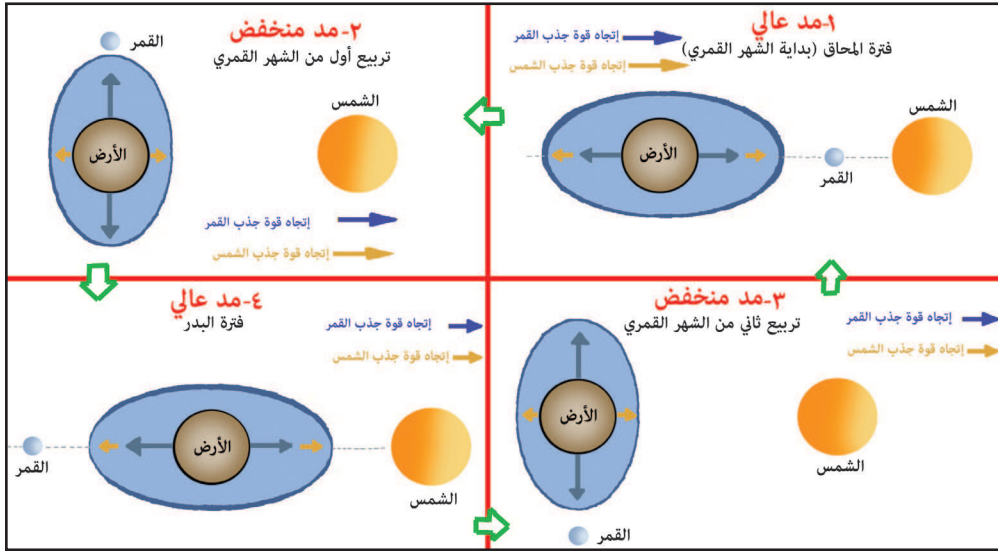 ١-مد عالي
فترة المحاق (بداية الشهر القمري)
إتجاه قوة جذب القمر
إتجاه قوة جذب الشمس
الشمس
القمر
الأرض
٢-مد منخفض
تربيع أول من الشهر القمري
القمر
الشمس
الأرض
إتجاه قوة جذب القمر
إتجاه قوة جذب الشمس
٣-مد منخفض
تربيع ثاني من الشهر القمري
إتجاه قوة جذب القمر
إتجاه قوة جذب الشمس
الأرض
الشمس
القمر
٤-مد عالي
فترة البدر
إتجاه قوة جذب القمر
إتجاه قوة جذب الشمس
الأرض
القمر
الشمس